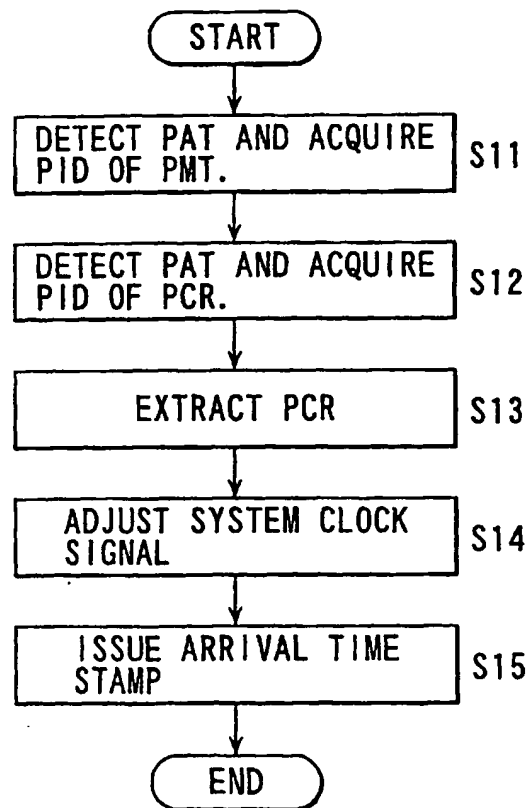 START
DETECT PAT AND ACQUIRE
PID OF PMT.
S11
DETECT PAT AND ACQUIRE
PID OF PCR.
S12
EXTRACT PCR
S13
ADJUST SYSTEM CLOCK
SIGNAL
S14
ISSUE ARRIVAL TIME
STAMP
S15
END